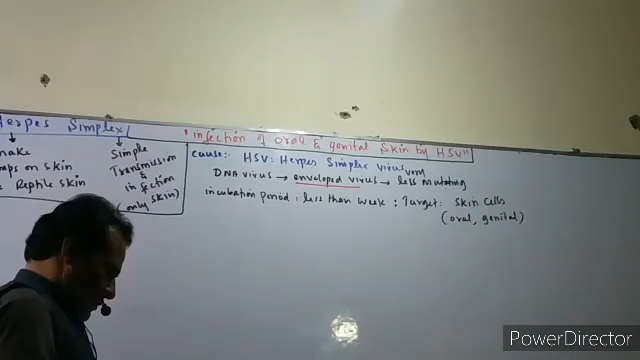 Herpes Simplex
Simple
Transmission
&
infection
(only skin)
on skin
Reptile skin
"infection of oral & genital skin by HSV"
cause:- HSV: Herpes Simplex virus
DNA virus → enveloped virus → less mutating
incubation period: less than week; Target: Skin cells
(oral, genital)
PowerDirector